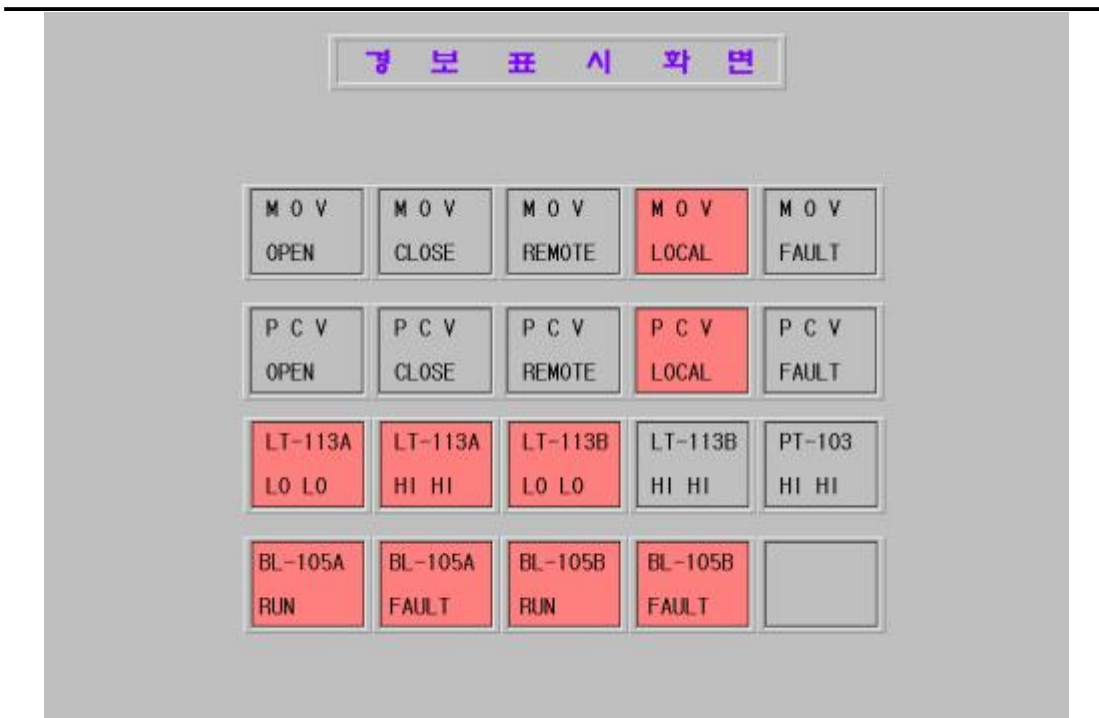 경 보 표 시 화 면
M O V M O V M O V M O V M O V
OPEN CLOSE REMOTE LOCAL FAULT
P C V P C V P C V P C V P C V
OPEN CLOSE REMOTE LOCAL FAULT
LT-113A LT-113A LT-113B LT-113B PT-103
LO LO HI HI LO LO HI HI HI HI
BL-105A BL-105A BL-105B BL-105B
RUN FAULT RUN FAULT